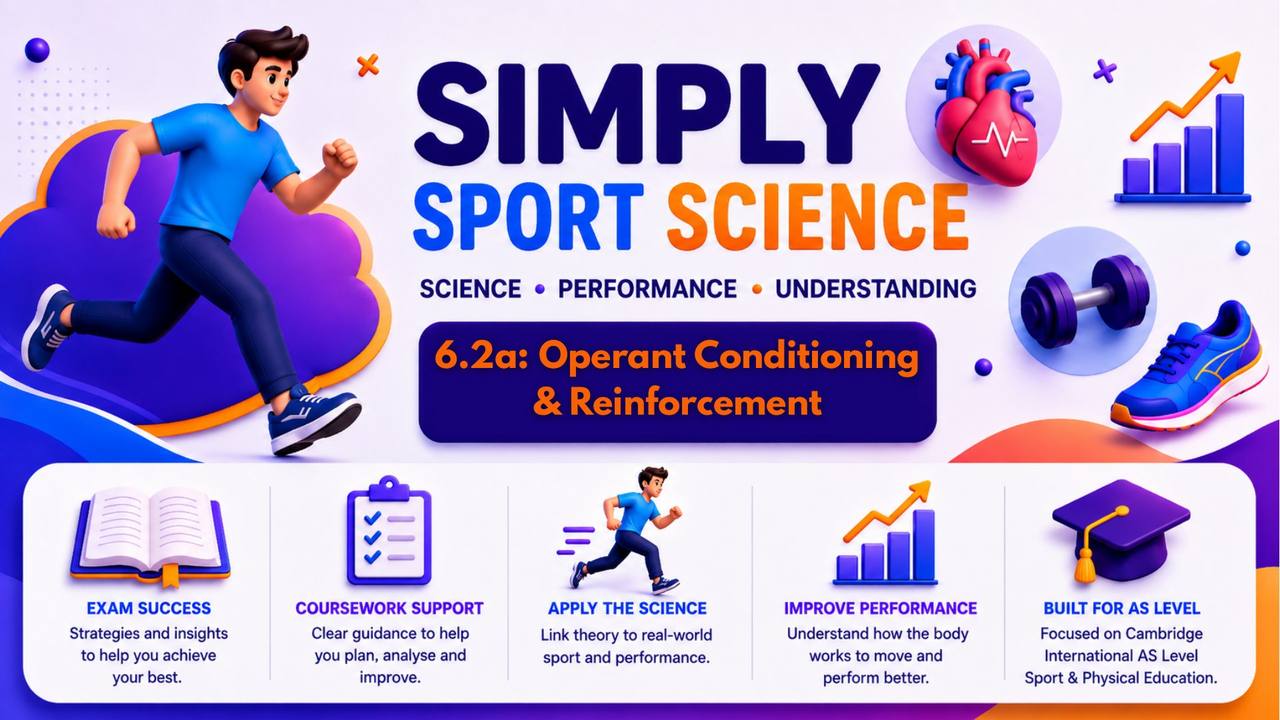 SIMPLY
SPORT SCIENCE
SCIENCE • PERFORMANCE • UNDERSTANDING
6.2a: Operant Conditioning
& Reinforcement
EXAM SUCCESS
Strategies and insights
to help you achieve
your best.
COURSEWORK SUPPORT
Clear guidance to help
you plan, analyse and
improve.
APPLY THE SCIENCE
Link theory to real-world
sport and performance.
IMPROVE PERFORMANCE
Understand how the body
works to move and
perform better.
BUILT FOR AS LEVEL
Focused on Cambridge
International AS Level
Sport & Physical Education.